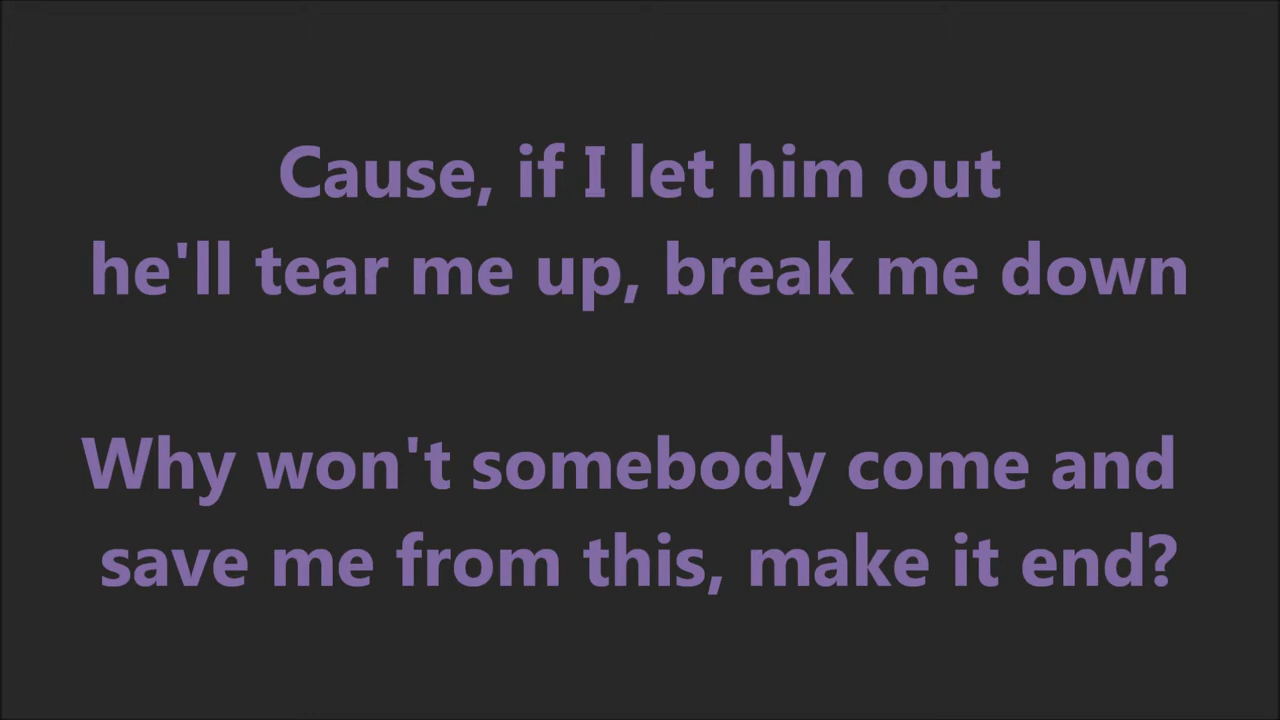 Cause, if I let him out
he'll tear me up, break me down
Why won't somebody come and
save me from this, make it end?